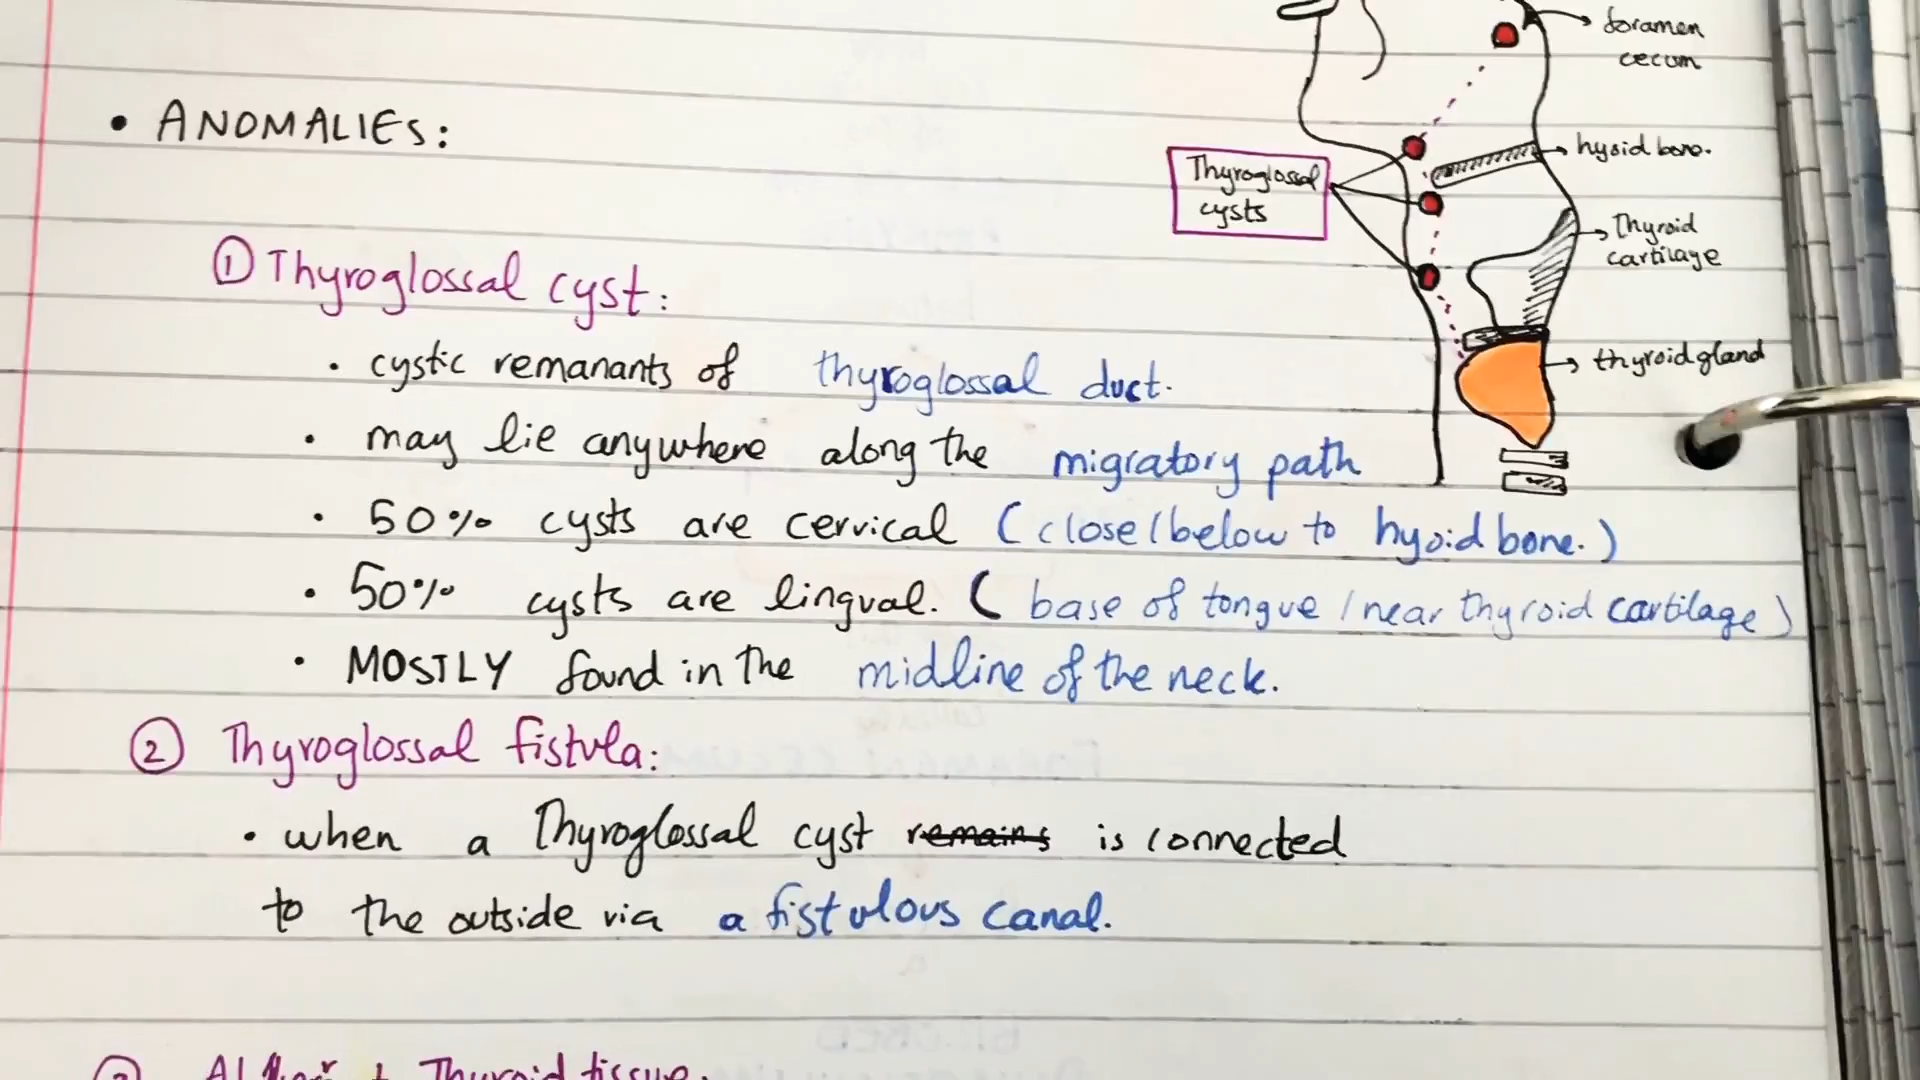 foramen
cecum
• ANOMALIES:
hyoid bone.
Thyroglossal
cysts
Thyroid
cartilage
① Thyroglossal cyst:
thyroid gland
• cystic remanants of thyroglossal duct.
• may lie anywhere along the migratory path
• 50% cysts are cervical (close/below to hyoid bone.)
• 50% cysts are lingual. (base of tongue / near thyroid cartilage)
• MOSTLY found in the midline of the neck.
② Thyroglossal fistula:
• when a Thyroglossal cyst remains is connected
to the outside via a fistulous canal.
Thyroid tissue: